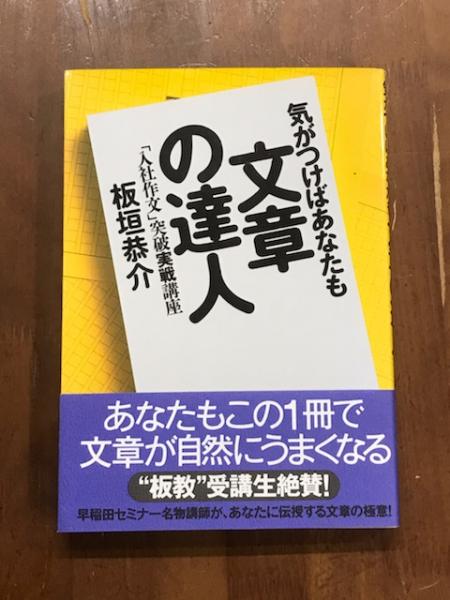 気がつけばあなたも
文章
の達人
「入社作文」突破実戦講座
板垣恭介
あなたもこの1冊で
文章が自然にうまくなる
“板教”受講生絶賛!
早稲田セミナー名物講師が、あなたに伝授する文章の極意!